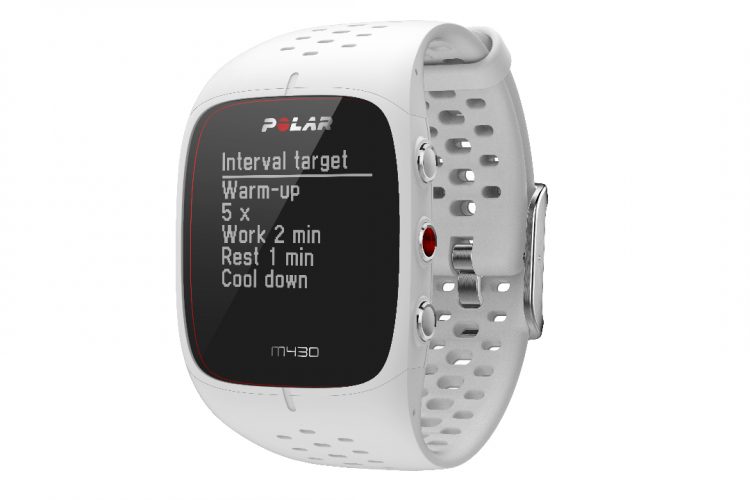 POLAR
Interval target
Warm-up
5 x
Work 2 min
Rest 1 min
Cool down
M430